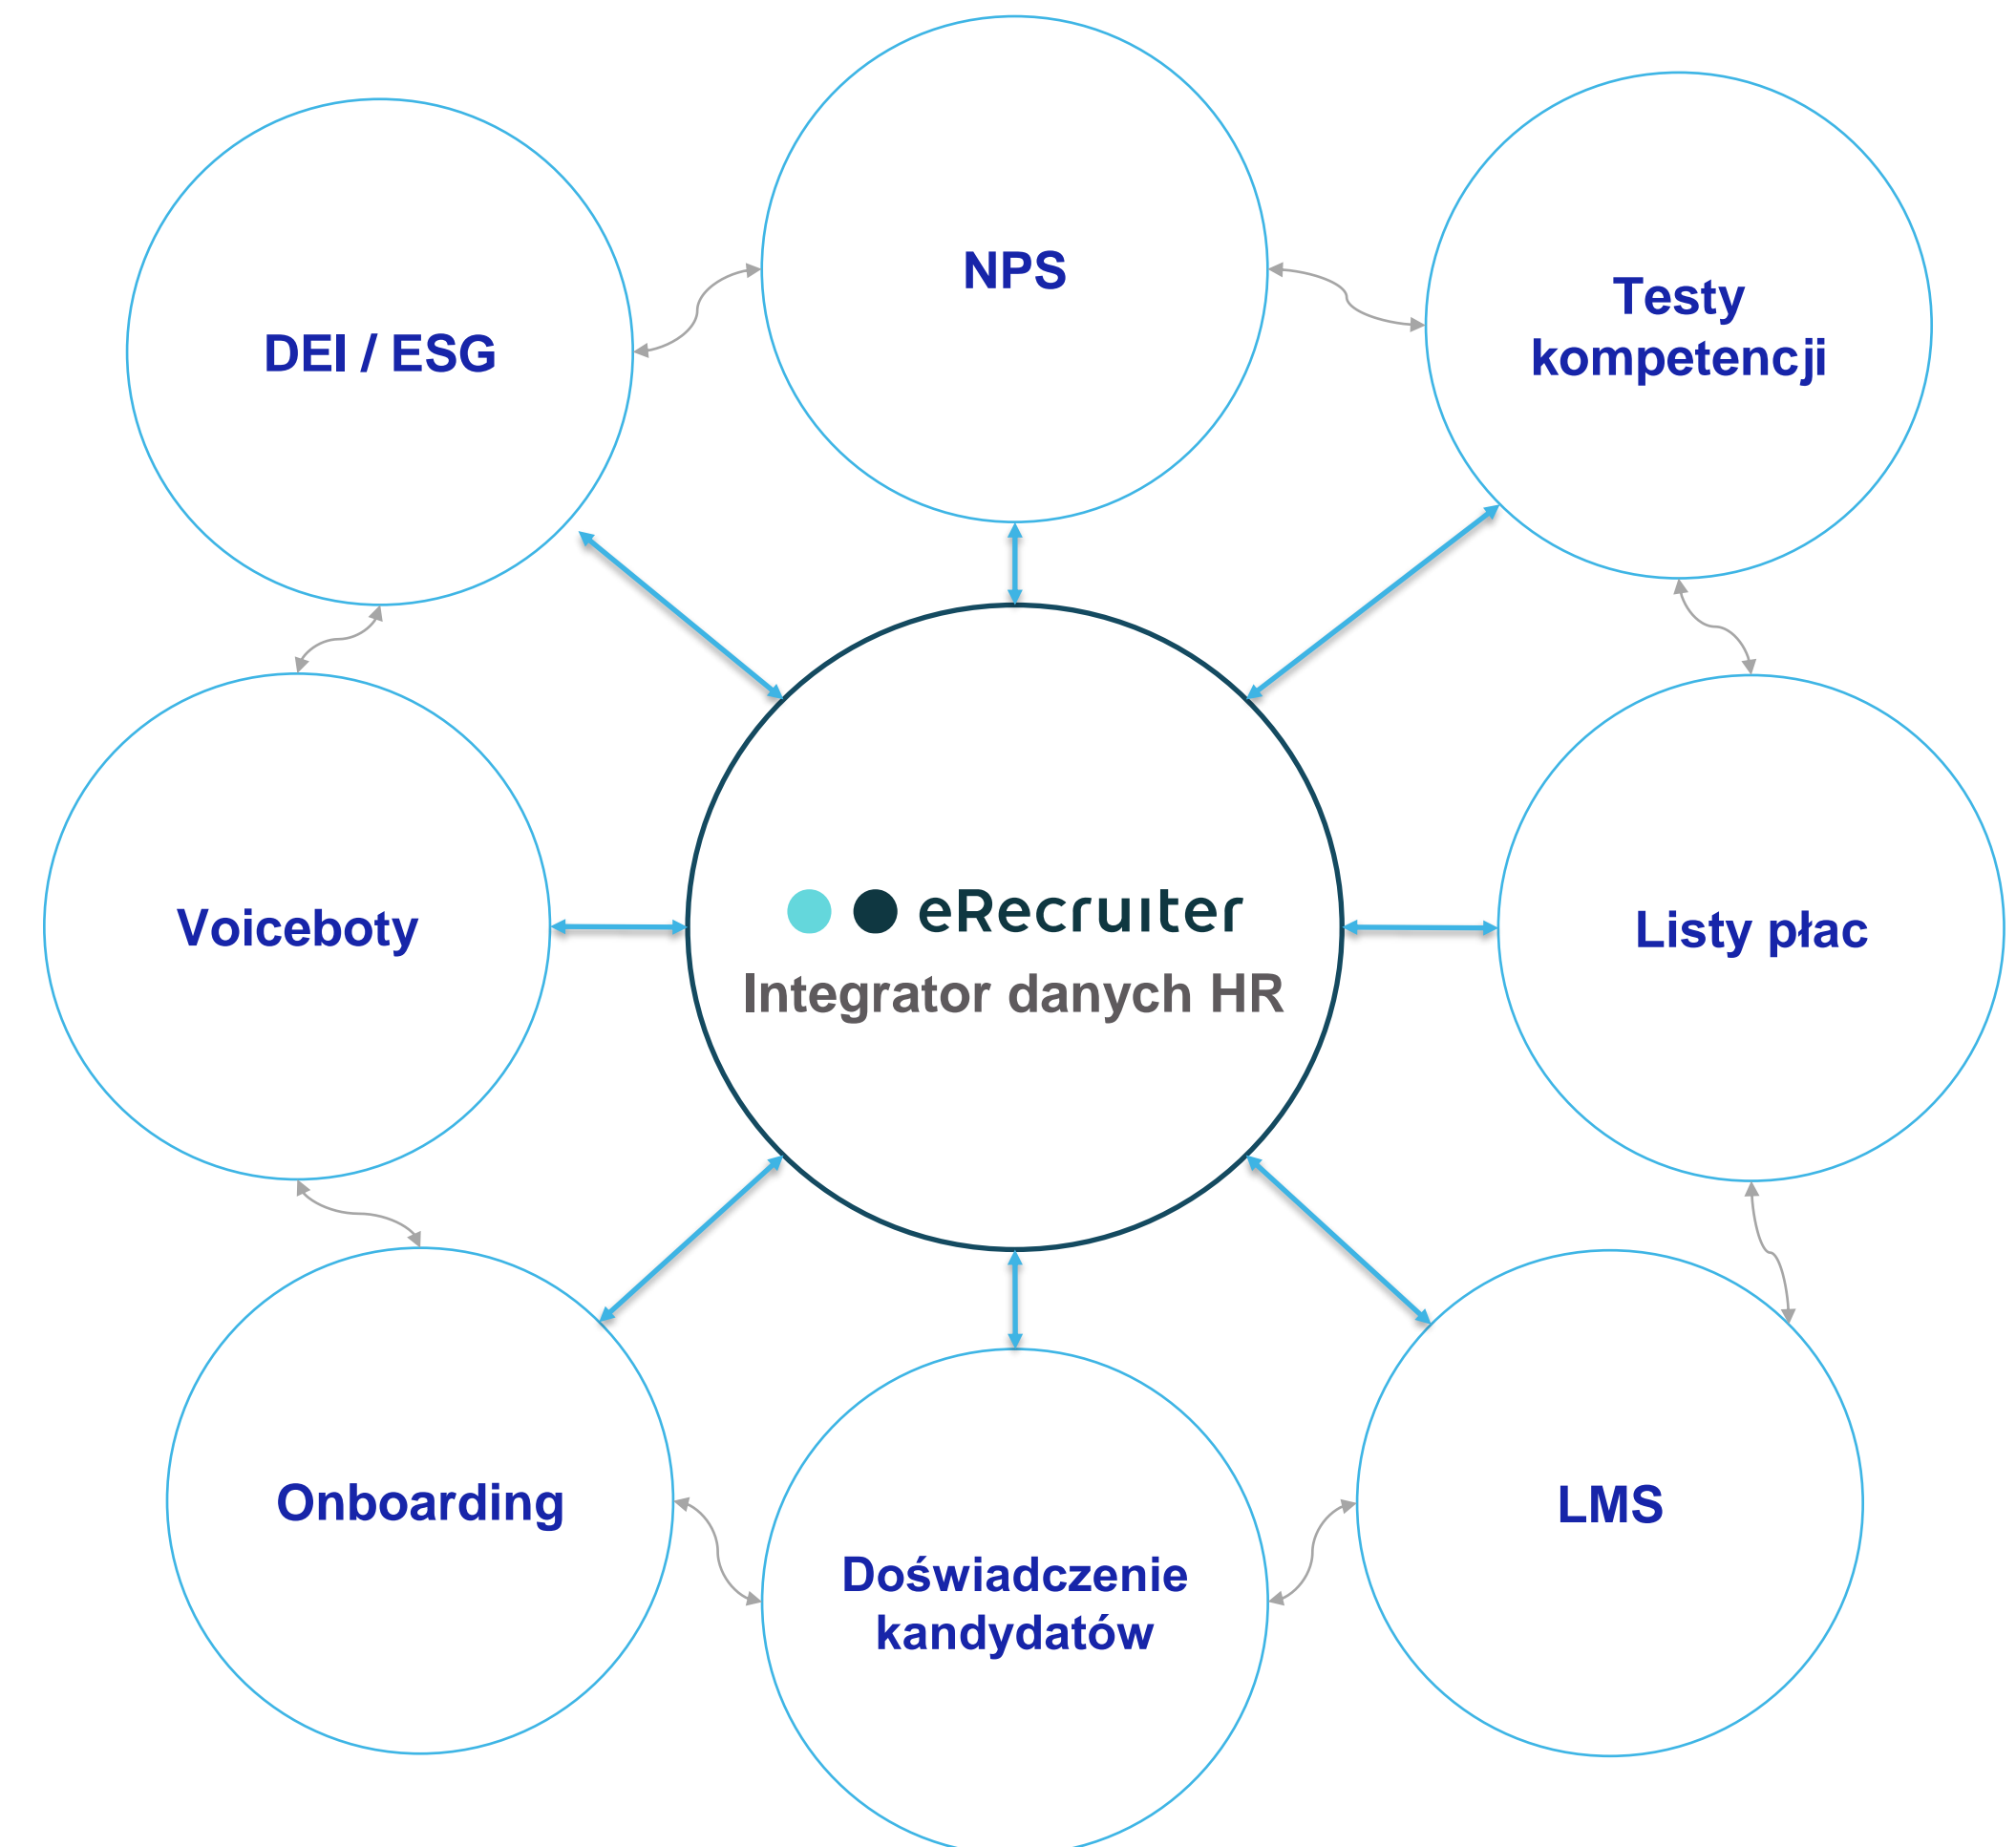 NPS
Testy
kompetencji
DEI / ESG
Voiceboty
eRecruiter
Integrator danych HR
Listy płac
Onboarding
Doświadczenie
kandydatów
LMS